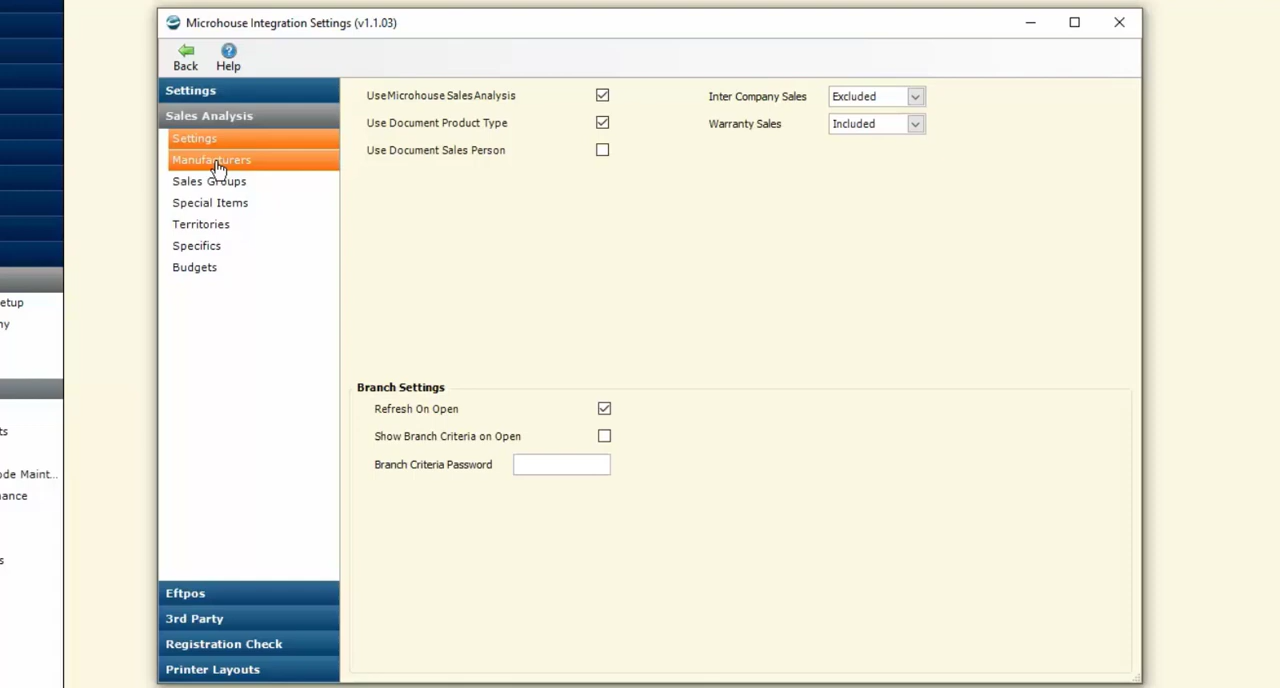 Microhouse Integration Settings (v1.1.03)
Back
Help
Settings
Sales Analysis
Settings
Manufacturers
Sales Groups
Special Items
Territories
Specifics
Budgets
Eftpos
3rd Party
Registration Check
Printer Layouts
Use Microhouse Sales Analysis
Use Document Product Type
Use Document Sales Person
Inter Company Sales Excluded
Warranty Sales Included
Branch Settings
Refresh On Open
Show Branch Criteria on Open
Branch Criteria Password
etup
ny
ts
ode Maint...
nance
s